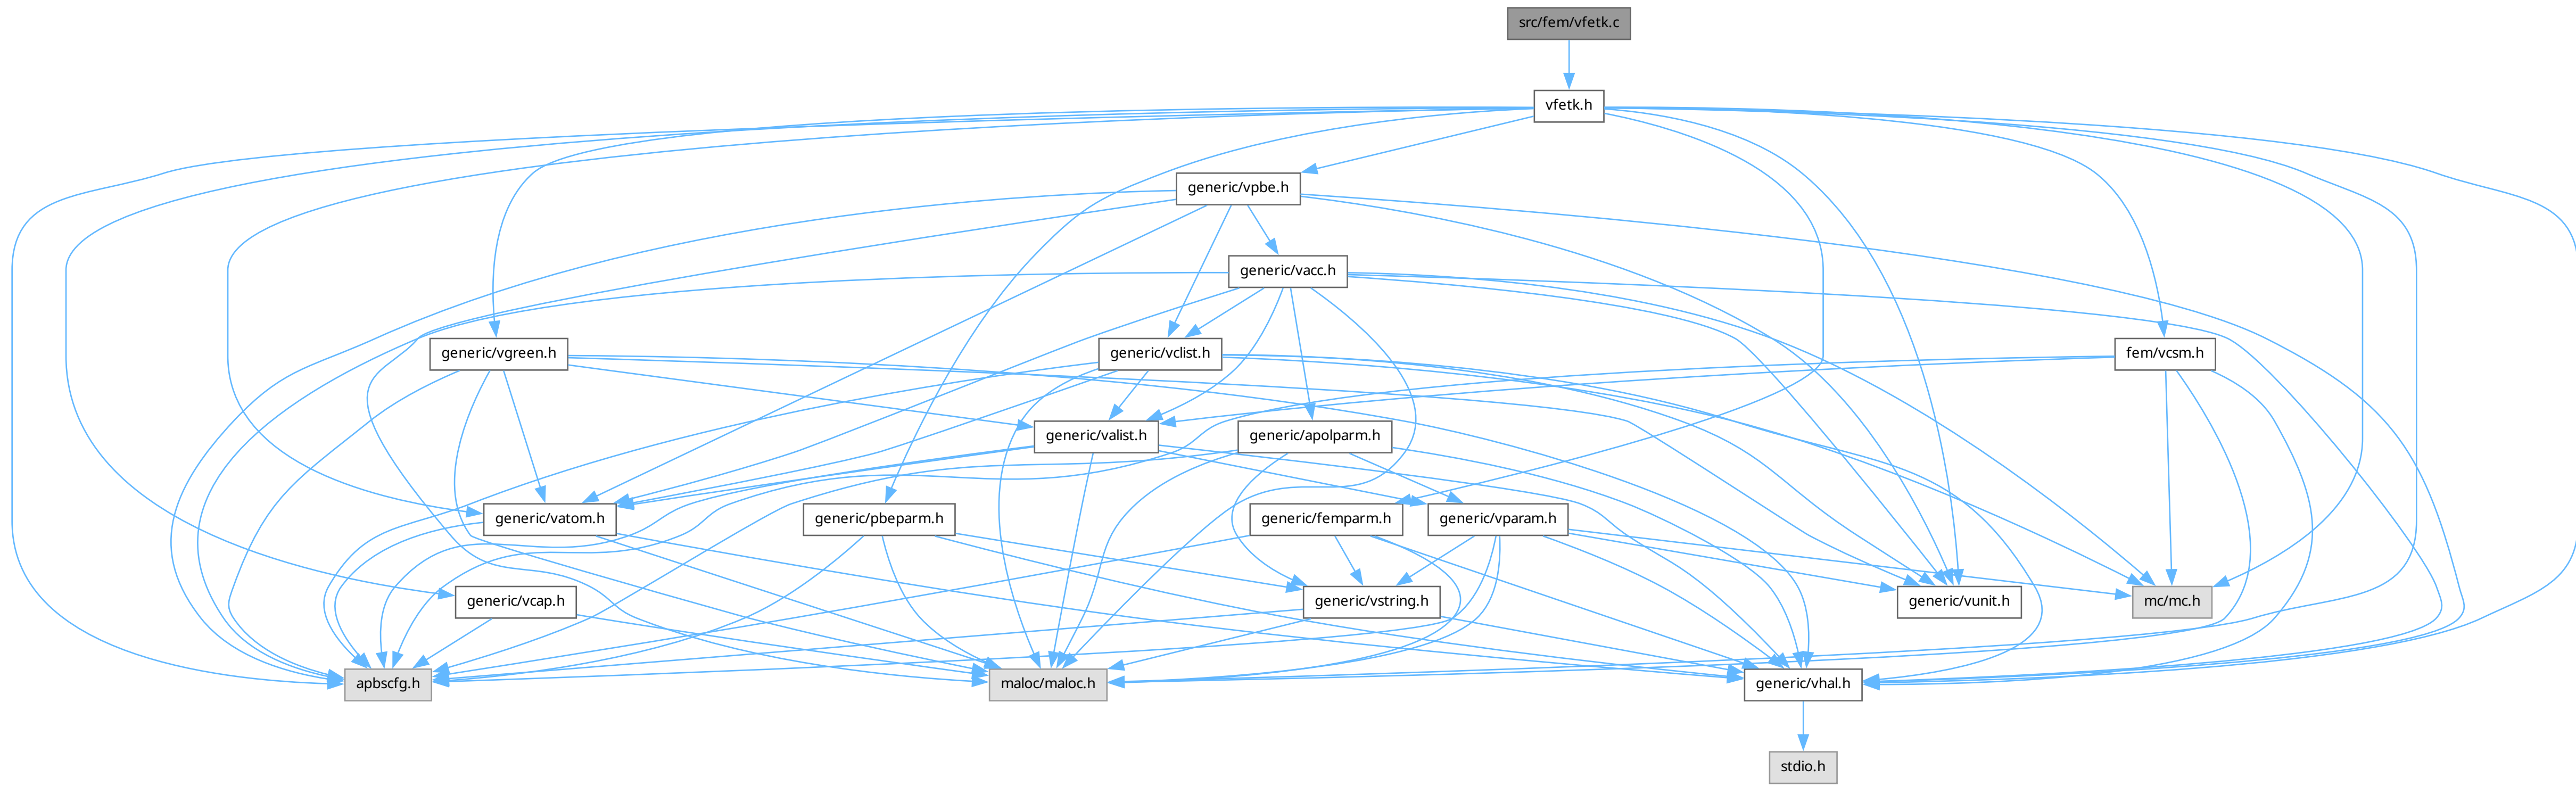 src/fem/vfetk.c
vfetk.h
generic/vpbe.h
generic/vacc.h
generic/vgreen.h
generic/vclist.h
fem/vcsm.h
generic/valist.h
generic/apolparm.h
generic/vatom.h
generic/pbeparm.h
generic/femparm.h
generic/vparam.h
generic/vcap.h
generic/vstring.h
generic/vunit.h
mc/mc.h
apbscfg.h
maloc/maloc.h
generic/vhal.h
stdio.h